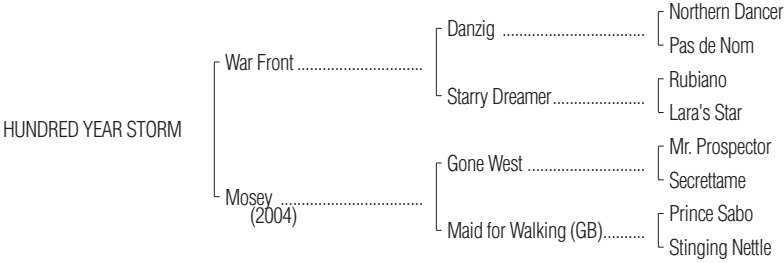 Northern Dancer
Danzig ..................................
Pas de Nom
War Front ..............................
Rubiano
Starry Dreamer......................
Lara's Star
HUNDRED YEAR STORM
Mr. Prospector
Gone West ............................
Secrettame
Mosey ..................................
(2004)
Prince Sabo
Maid for Walking (GB)..........
Stinging Nettle